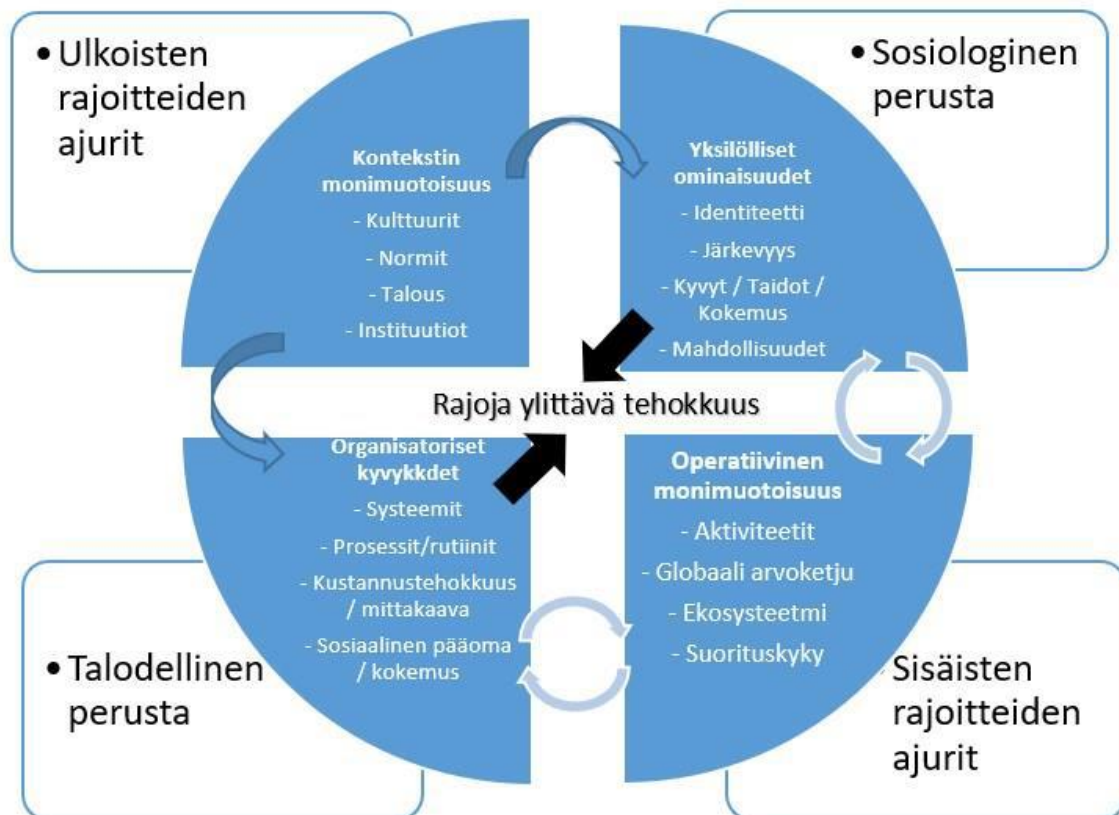 • Ulkoisten
rajoitteiden
ajurit
• Sosiologinen
perusta
Kontekstin
monimuotoisuus
- Kulttuurit
- Normit
- Talous
- Instituutiot
Yksilölliset
ominaisuudet
- Identiteetti
- Järkevyys
- Kyvyt / Taidot /
Kokemus
- Mahdollisuudet
Rajoja ylittävä tehokkuus
Organisatoriset
kyvykkdet
- Systeemit
- Prosessit/rutiinit
- Kustannustehokkuus
/ mittakaava
- Sosiaalinen pääoma
/ kokemus
Operatiivinen
monimuotoisuus
- Aktiviteetit
- Globaali arvoketju
- Ekosysteetmi
- Suorituskyky
• Talodellinen
perusta
Sisäisten
rajoitteiden
ajurit